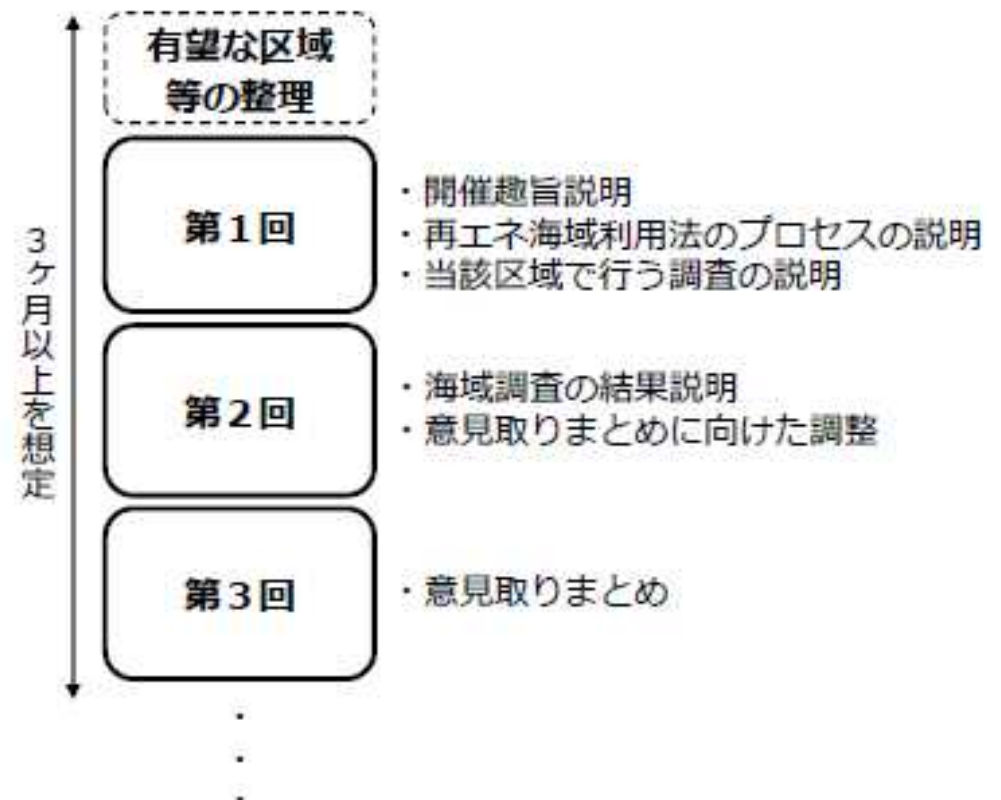 有望な区域
等の整理
3ヶ月以上を想定
第1回
・開催趣旨説明
・再エネ海域利用法のプロセスの説明
・当該区域で行う調査の説明
第2回
・海域調査の結果説明
・意見取りまとめに向けた調整
第3回
・意見取りまとめ
・
・
・